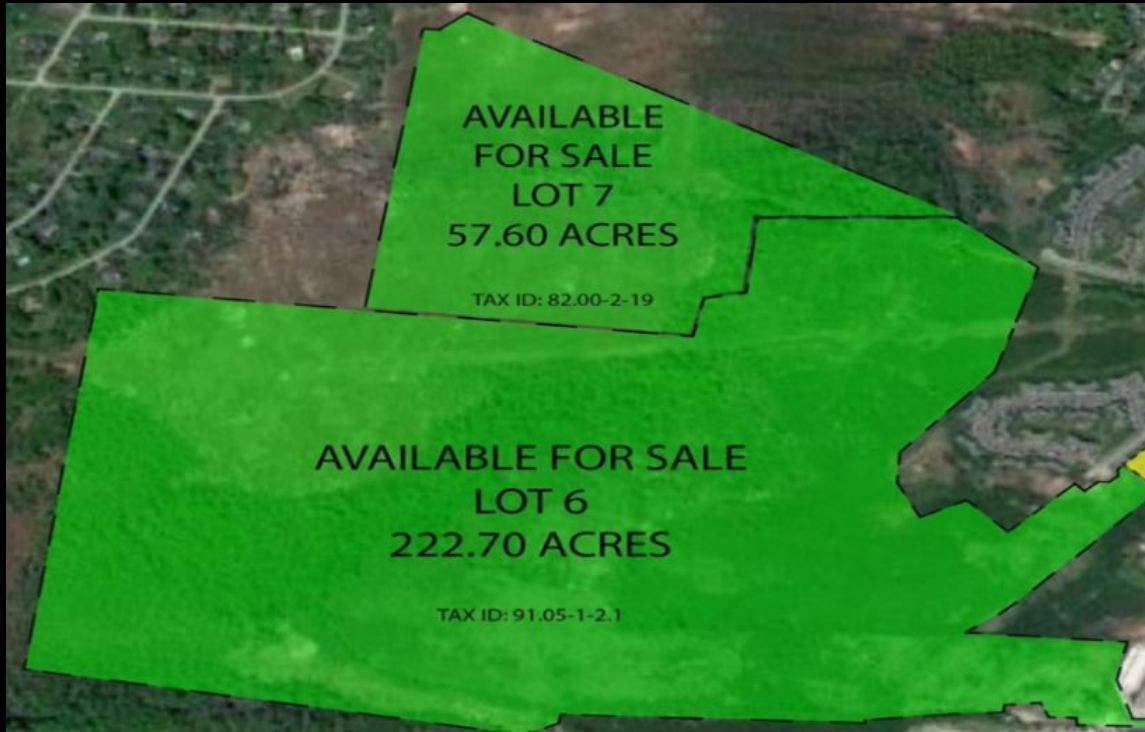 AVAILABLE
FOR SALE
LOT 7
57.60 ACRES
TAX ID: 82.00-2-19
AVAILABLE FOR SALE
LOT 6
222.70 ACRES
TAX ID: 91.05-1-2.1